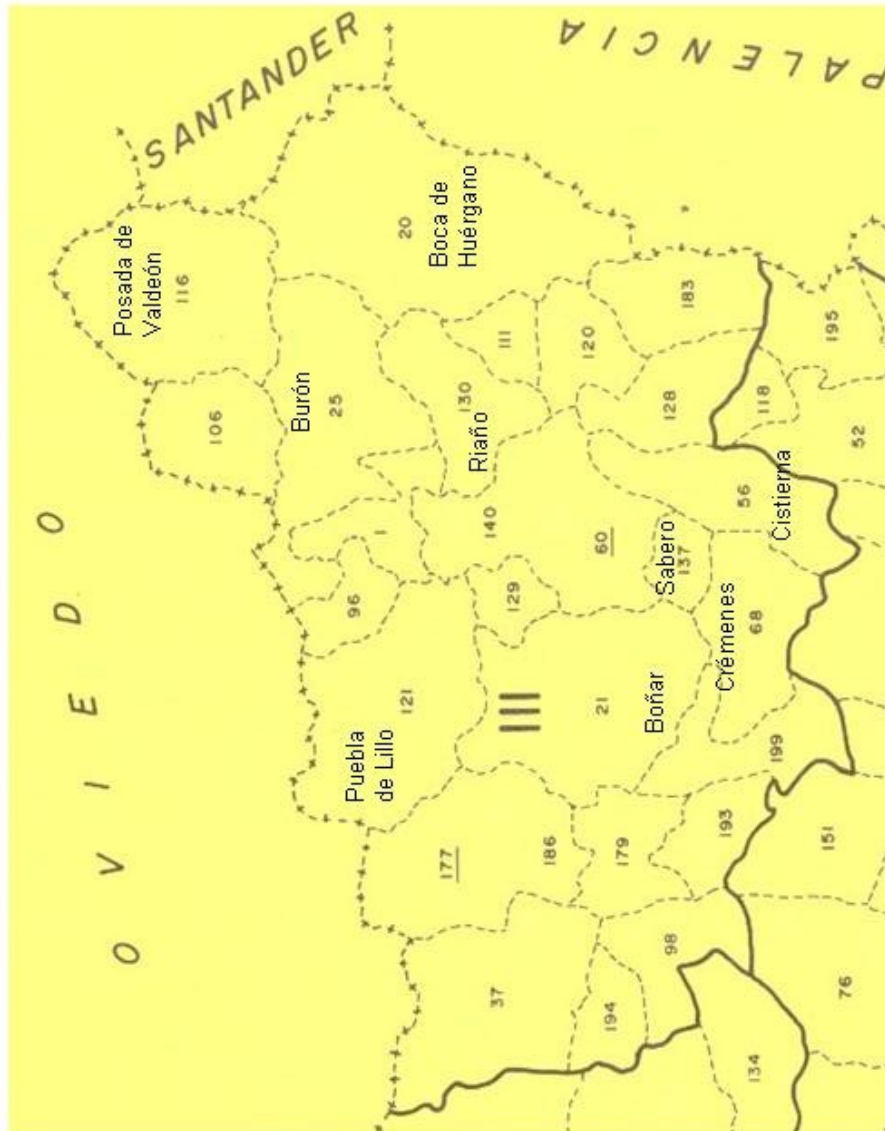 OVIEDO
SANTANDER
PALENCIA
Posada de
Valdeón
116
106
Burón
25
20
Boca de
Huérgano
111
130
Riaño
120
183
128
118
195
52
1
96
140
129
60
Sabero
137
56
Cistierna
Crémenes
68
121
Puebla
de Lillo
III
21
Boñar
199
177
186
179
193
151
37
194
98
76
134